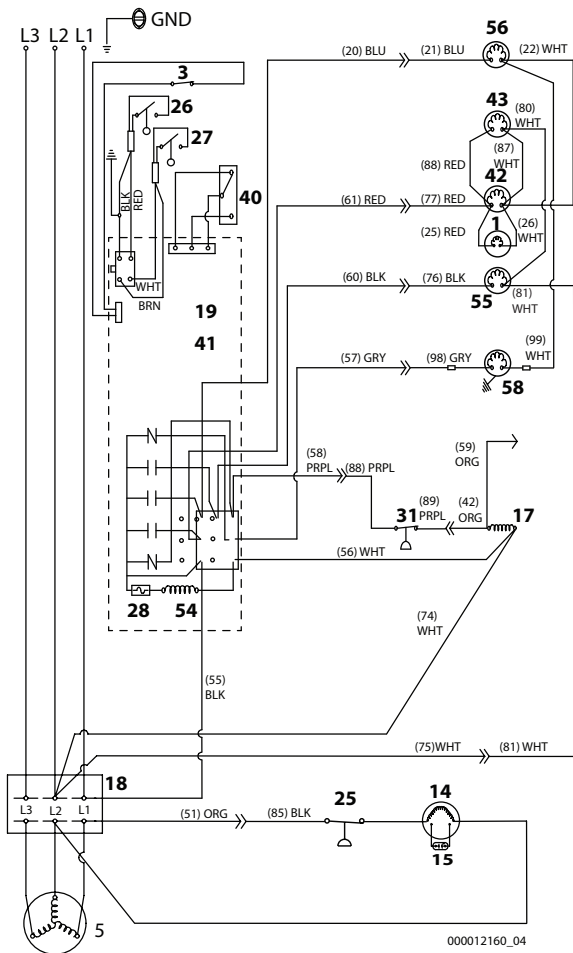 GND
L3 L2 L1
56
(20) BLU
(21) BLU
(22) WHT
3
26
43
(80)
WHT
27
(87)
WHT
(88) RED
42
BLK
RED
40
(61) RED
(77) RED
1
(26)
WHT
(25) RED
WHT
BRN
(60) BLK
(76) BLK
55
(81)
WHT
19
41
(57) GRY
(98) GRY
(99)
WHT
58
(58)
PRPL
(88) PRPL
(59)
ORG
(89)
PRPL
(42)
ORG
31
17
(56) WHT
28
54
(74)
WHT
(55)
BLK
(75)WHT
(81) WHT
18
L3 L2 L1
(51) ORG
(85) BLK
25
14
15
5
000012160_04